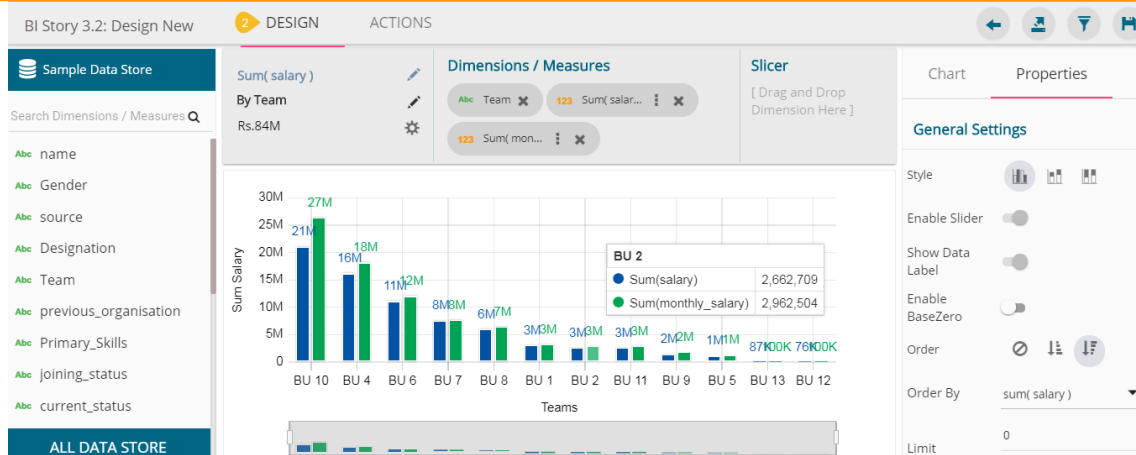 BI Story 3.2: Design New
2 DESIGN
ACTIONS
Sample Data Store
Search Dimensions / Measures
Abc name
Abc Gender
Abc source
Abc Designation
Abc Team
Abc previous_organisation
Abc Primary_Skills
Abc joining_status
Abc current_status
ALL DATA STORE
Sum( salary )
By Team
Rs.84M
Dimensions / Measures
Abc Team
123 Sum( salar...
123 Sum( mon...
Slicer
[ Drag and Drop
Dimension Here ]
30M
25M
20M
15M
10M
5M
0
Sum Salary
21M 27M
16M 18M
11M 12M
8M 8M
6M 7M
3M 3M
3M 3M
3M 3M
2M 2M
1M 1M
87K 100K
76K 100K
BU 2
Sum(salary) 2,662,709
Sum(monthly_salary) 2,962,504
BU 10 BU 4 BU 6 BU 7 BU 8 BU 1 BU 2 BU 11 BU 9 BU 5 BU 13 BU 12
Teams
Chart
Properties
General Settings
Style
Enable Slider
Show Data
Label
Enable
BaseZero
Order
Order By sum( salary )
Limit 0